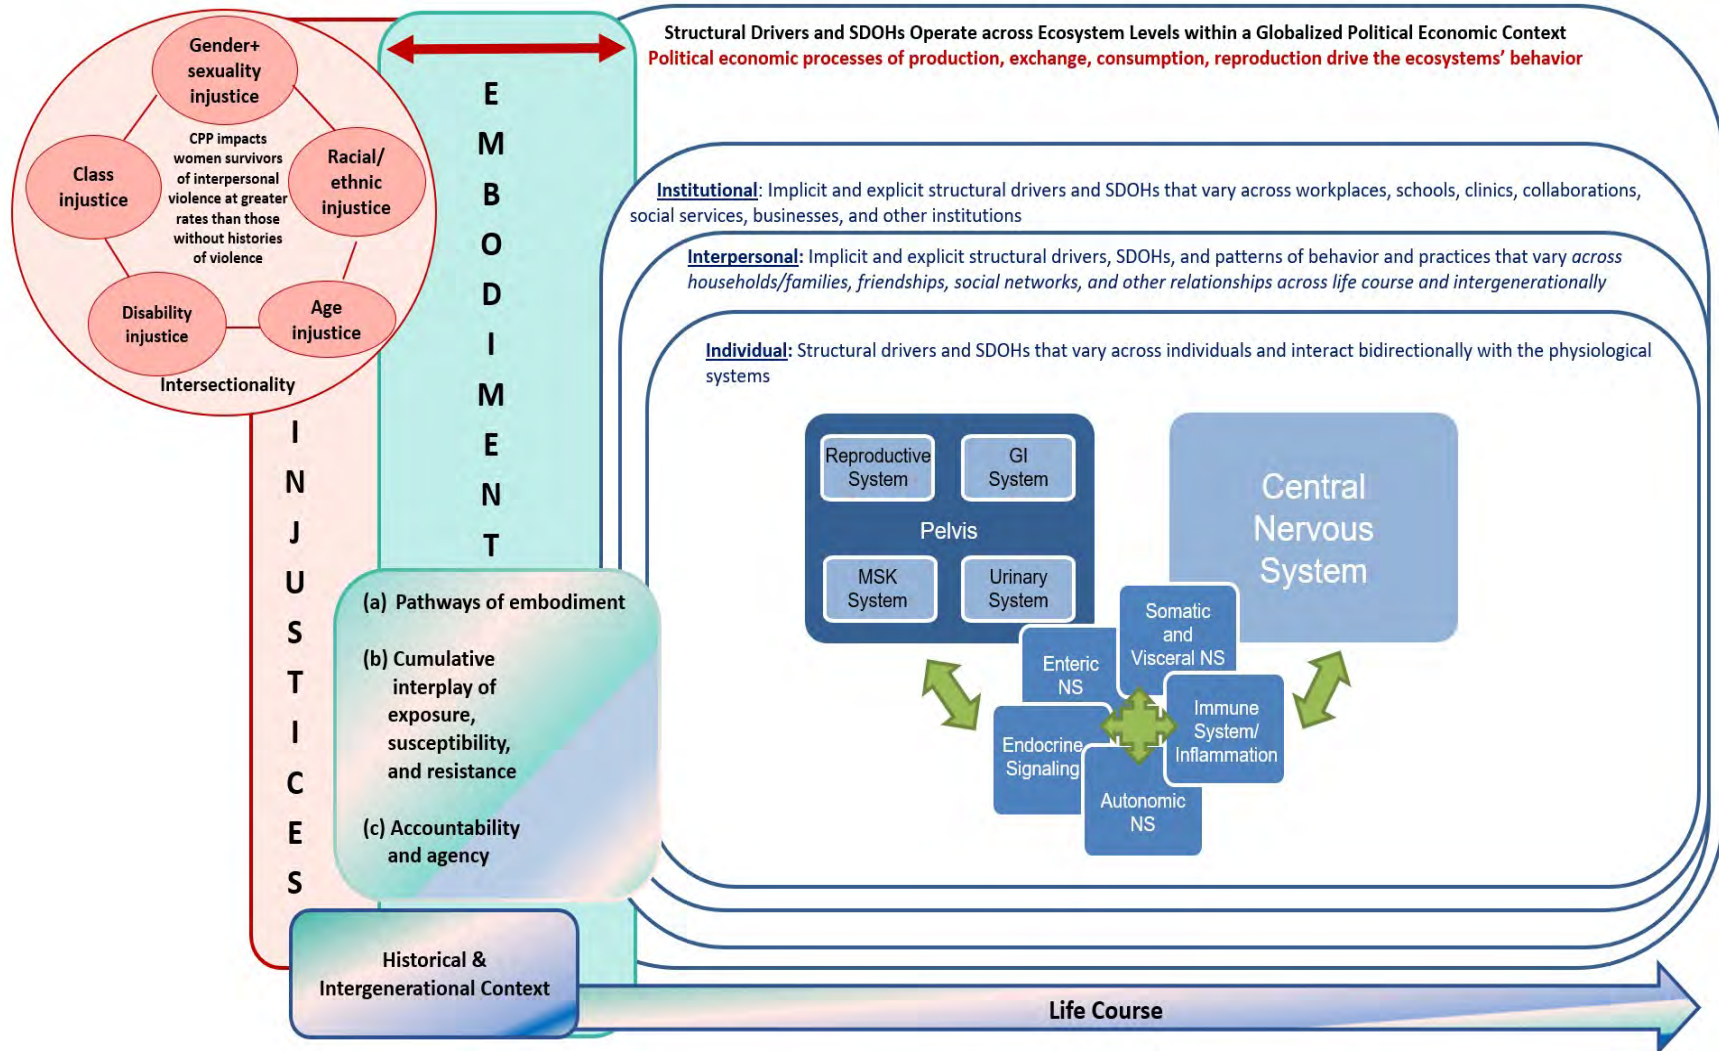 Gender+
sexuality
injustice
CPP impacts
women survivors
of interpersonal
violence at greater
rates than those
without histories
of violence
Class
injustice
Racial/
ethnic
injustice
Disability
injustice
Age
injustice
Intersectionality
I
N
J
U
S
T
I
C
E
S
E
M
B
O
D
I
M
E
N
T
(a) Pathways of embodiment
(b) Cumulative
interplay of
exposure,
susceptibility,
and resistance
(c) Accountability
and agency
Historical &
Intergenerational Context
Structural Drivers and SDOHs Operate across Ecosystem Levels within a Globalized Political Economic Context
Political economic processes of production, exchange, consumption, reproduction drive the ecosystems’ behavior
Institutional: Implicit and explicit structural drivers and SDOHs that vary across workplaces, schools, clinics, collaborations,
social services, businesses, and other institutions
Interpersonal: Implicit and explicit structural drivers, SDOHs, and patterns of behavior and practices that vary across
households/families, friendships, social networks, and other relationships across life course and intergenerationally
Individual: Structural drivers and SDOHs that vary across individuals and interact bidirectionally with the physiological
systems
Reproductive
System
GI
System
Pelvis
MSK
System
Urinary
System
Central
Nervous
System
Somatic
and
Visceral NS
Enteric
NS
Immune
System/
Inflammation
Endocrine
Signaling
Autonomic
NS
Life Course